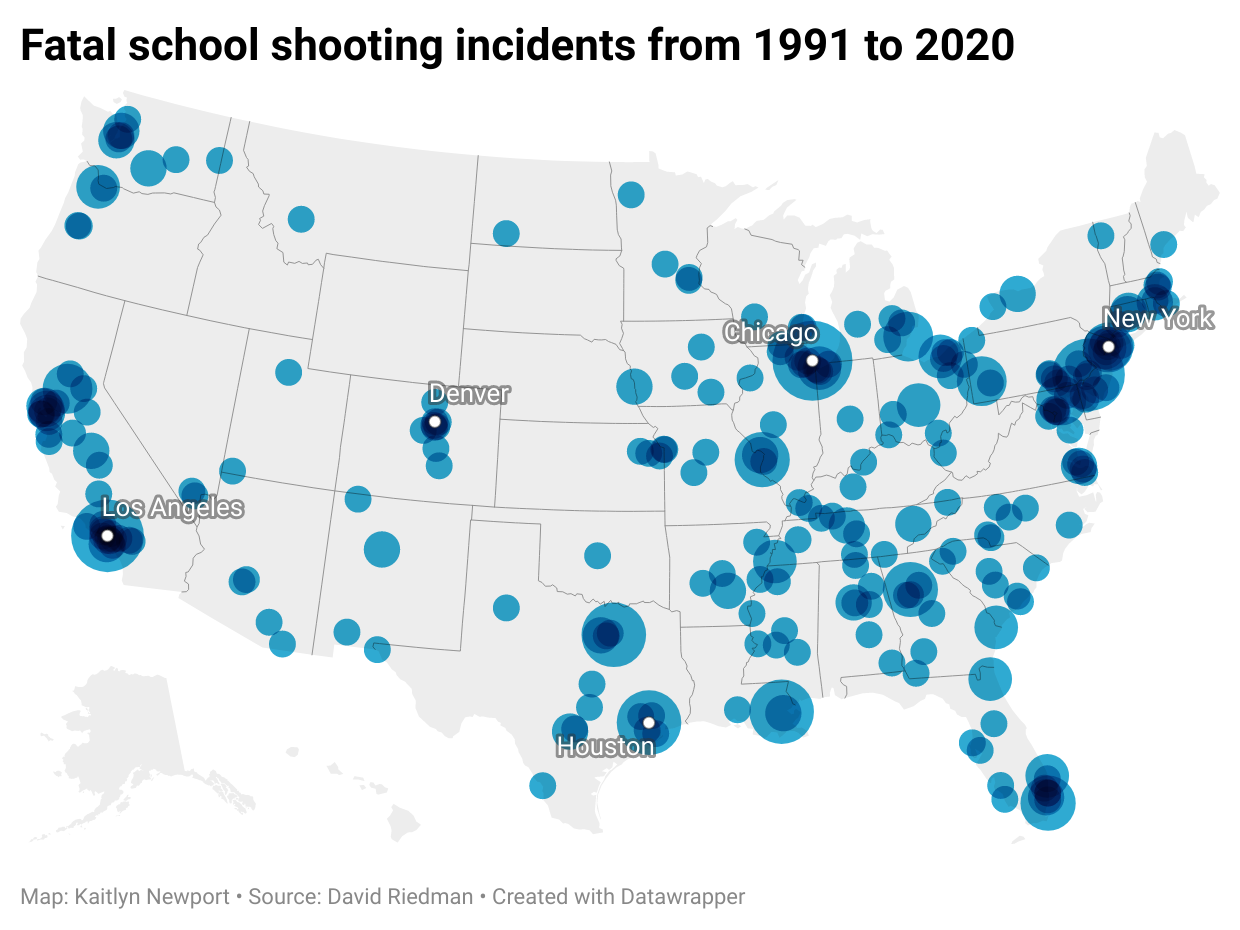 Fatal school shooting incidents from 1991 to 2020
New York
Chicago
Denver
Los Angeles
Houston
Map: Kaitlyn Newport • Source: David Riedman • Created with Datawrapper